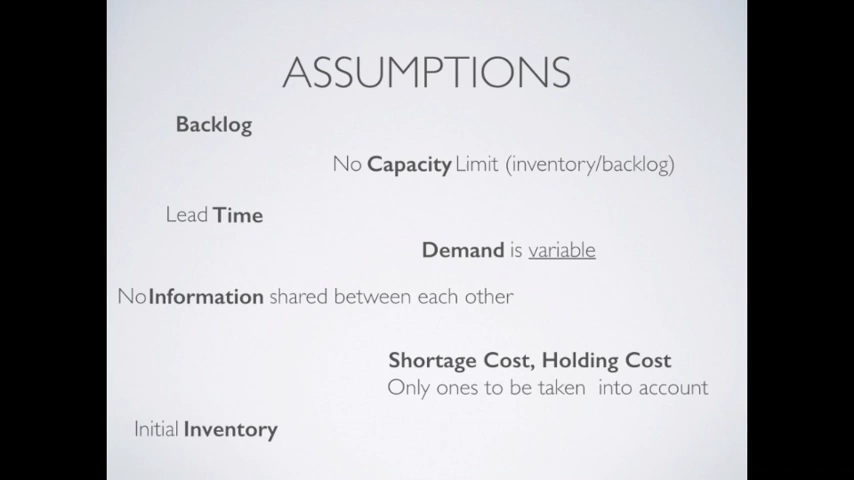 ASSUMPTIONS
Backlog
No Capacity Limit (inventory/backlog)
Lead Time
Demand is variable
No Information shared between each other
Shortage Cost, Holding Cost
Only ones to be taken into account
Initial Inventory